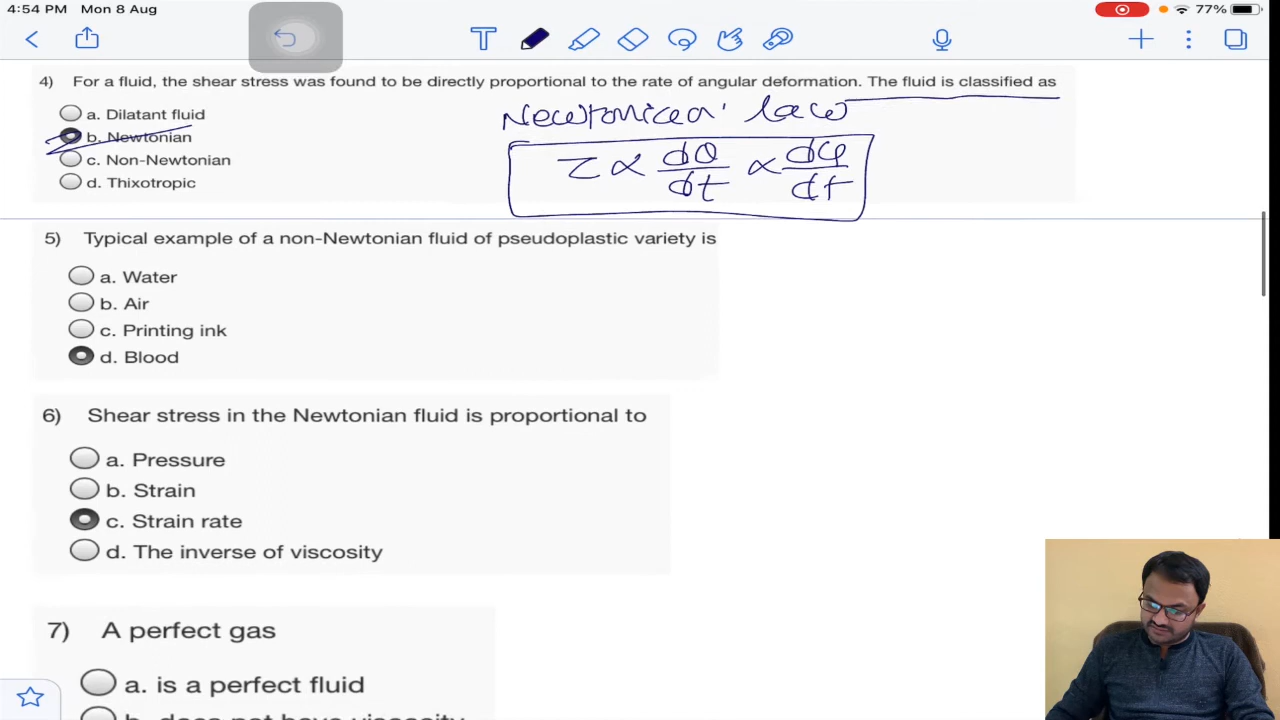 4:54 PM Mon 8 Aug
77%
T
4) For a fluid, the shear stress was found to be directly proportional to the rate of angular deformation. The fluid is classified as
a. Dilatant fluid
b. Newtonian
c. Non-Newtonian
d. Thixotropic
Newtonian law
τ ∝ dθ/dt ∝ dφ/dt
5) Typical example of a non-Newtonian fluid of pseudoplastic variety is
a. Water
b. Air
c. Printing ink
d. Blood
6) Shear stress in the Newtonian fluid is proportional to
a. Pressure
b. Strain
c. Strain rate
d. The inverse of viscosity
7) A perfect gas
a. is a perfect fluid
b. does not have viscosity